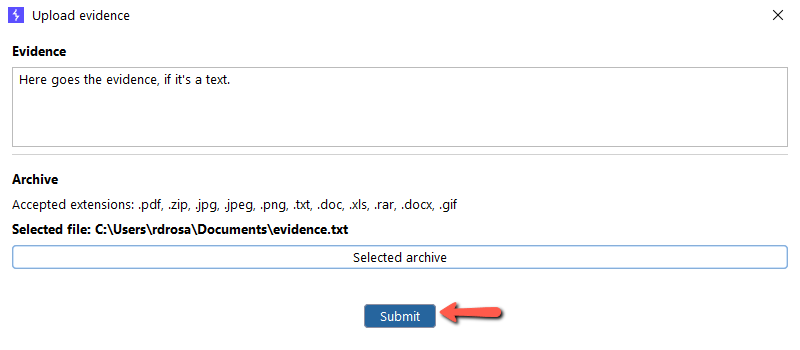 Upload evidence
Evidence
Here goes the evidence, if it's a text.
Archive
Accepted extensions: .pdf, .zip, .jpg, .jpeg, .png, .txt, .doc, .xls, .rar, .docx, .gif
Selected file: C:\Users\rdrosa\Documents\evidence.txt
Selected archive
Submit